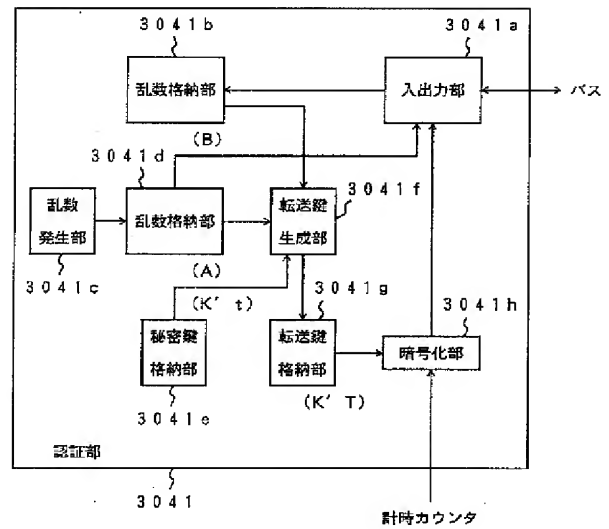 3041b
3041a
乱数格納部
入出力部
バス
(B)
3041d
3041f
乱数
発生部
乱数格納部
転送鍵
生成部
3041c
(A)
(K't)
3041g
3041h
秘密鍵
格納部
転送鍵
格納部
暗号化部
(K'T)
3041e
認証部
3041
計時カウンタ